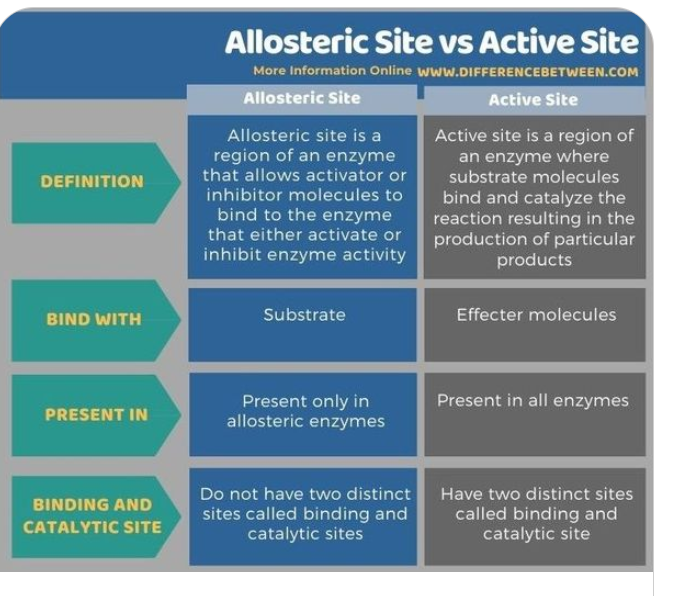 Allosteric Site vs Active Site
More Information Online WWW.DIFFERENCEBETWEEN.COM
Allosteric Site
Active Site
DEFINITION
Allosteric site is a
region of an enzyme
that allows activator or
inhibitor molecules to
bind to the enzyme
that either activate or
inhibit enzyme activity
Active site is a region of
an enzyme where
substrate molecules
bind and catalyze the
reaction resulting in the
production of particular
products
BIND WITH
Substrate
Effecter molecules
PRESENT IN
Present only in
allosteric enzymes
Present in all enzymes
BINDING AND
CATALYTIC SITE
Do not have two distinct
sites called binding and
catalytic sites
Have two distinct sites
called binding and
catalytic site